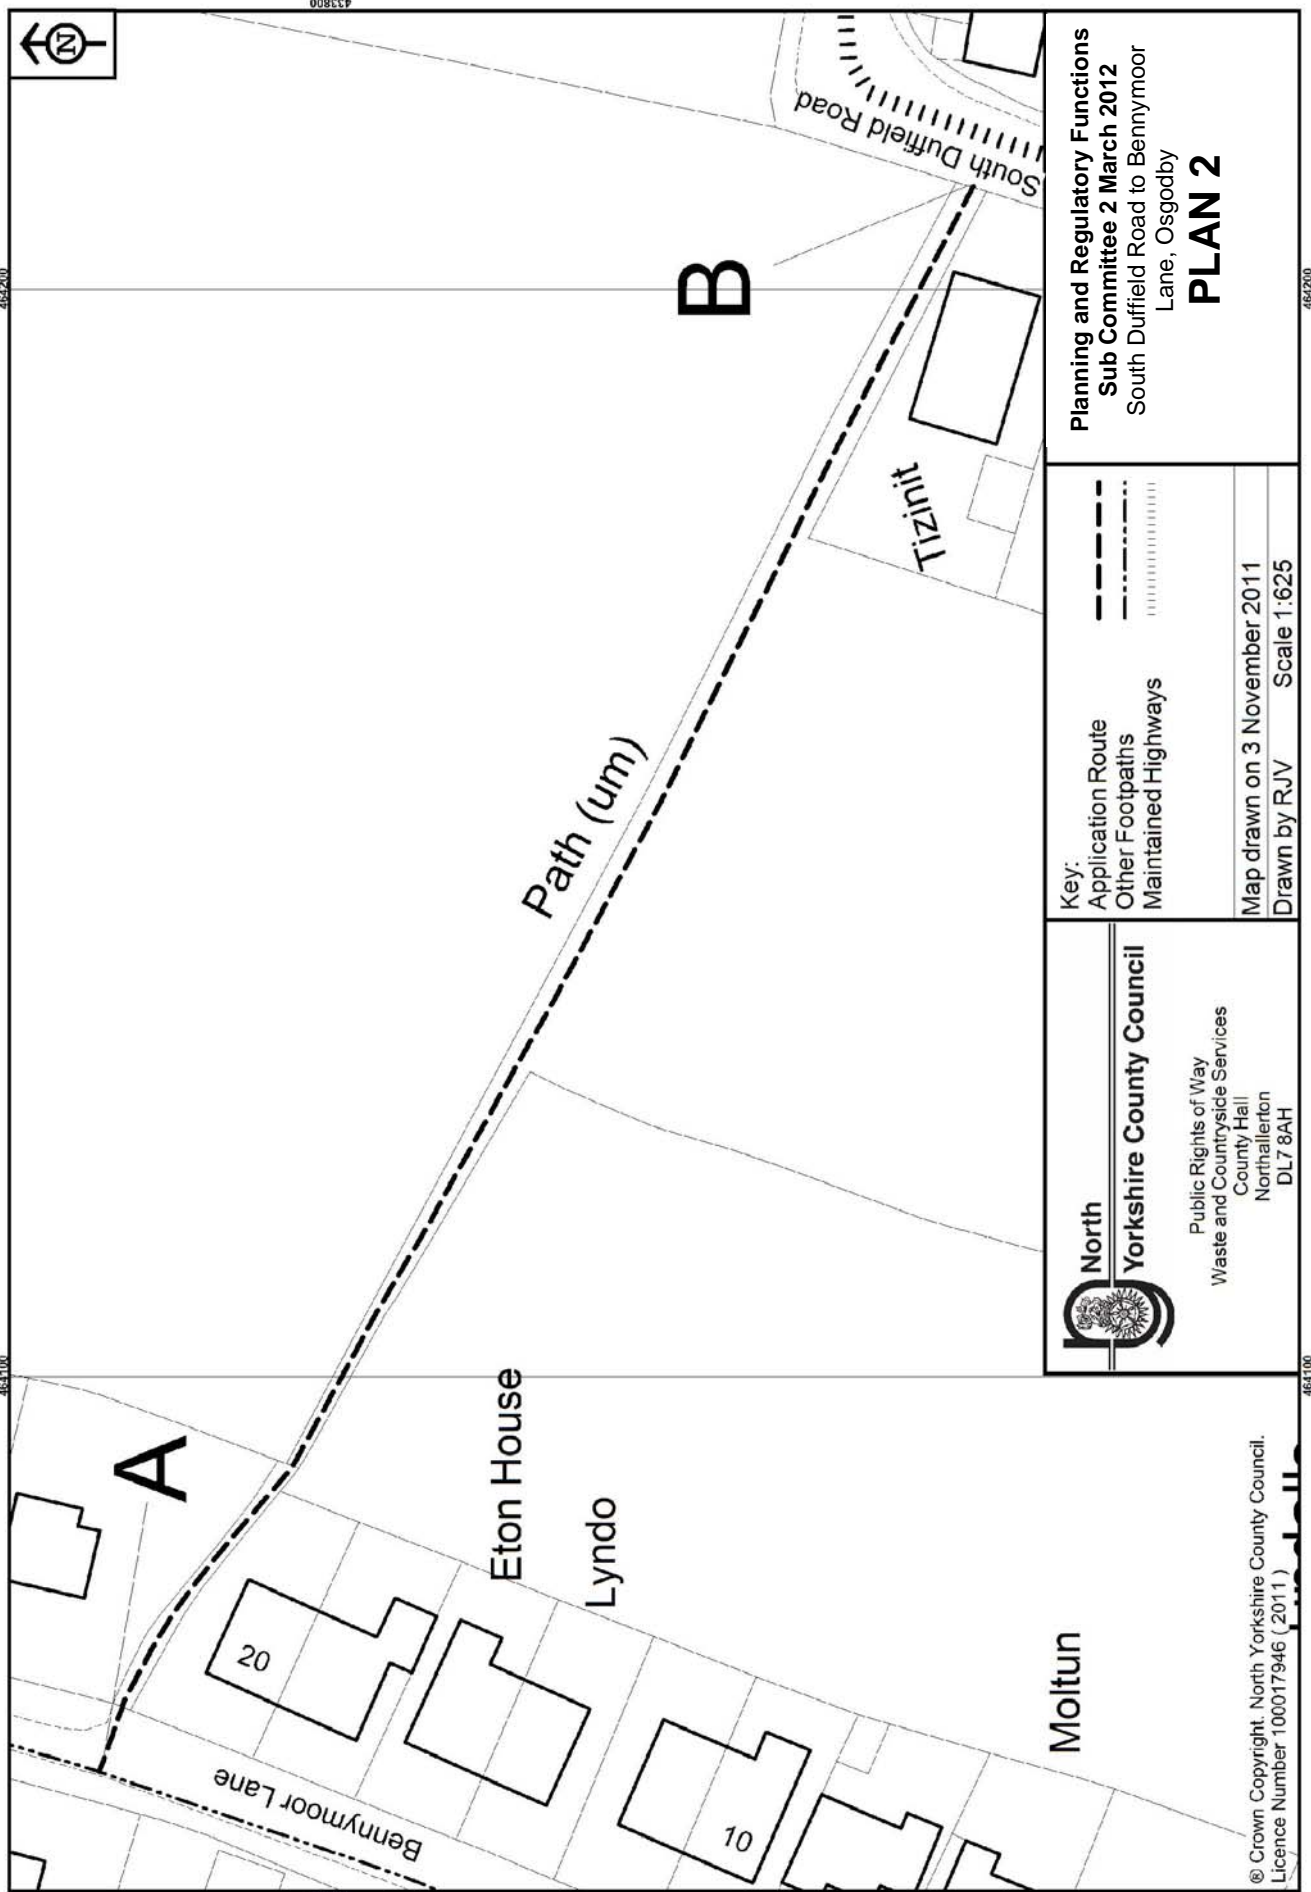 433800
464200
464100
N
A
B
South Duffield Road
Path (um)
Tizinit
Bennymoor Lane
20
Eton House
Lyndo
10
Moltun
® Crown Copyright. North Yorkshire County Council.
Licence Number 100017946 ( 2011 )
North
Yorkshire County Council
Public Rights of Way
Waste and Countryside Services
County Hall
Northallerton
DL7 8AH
Key:
Application Route
Other Footpaths
Maintained Highways
Map drawn on 3 November 2011
Drawn by RJV Scale 1:625
Planning and Regulatory Functions
Sub Committee 2 March 2012
South Duffield Road to Bennymoor
Lane, Osgodby
PLAN 2
464100
464200